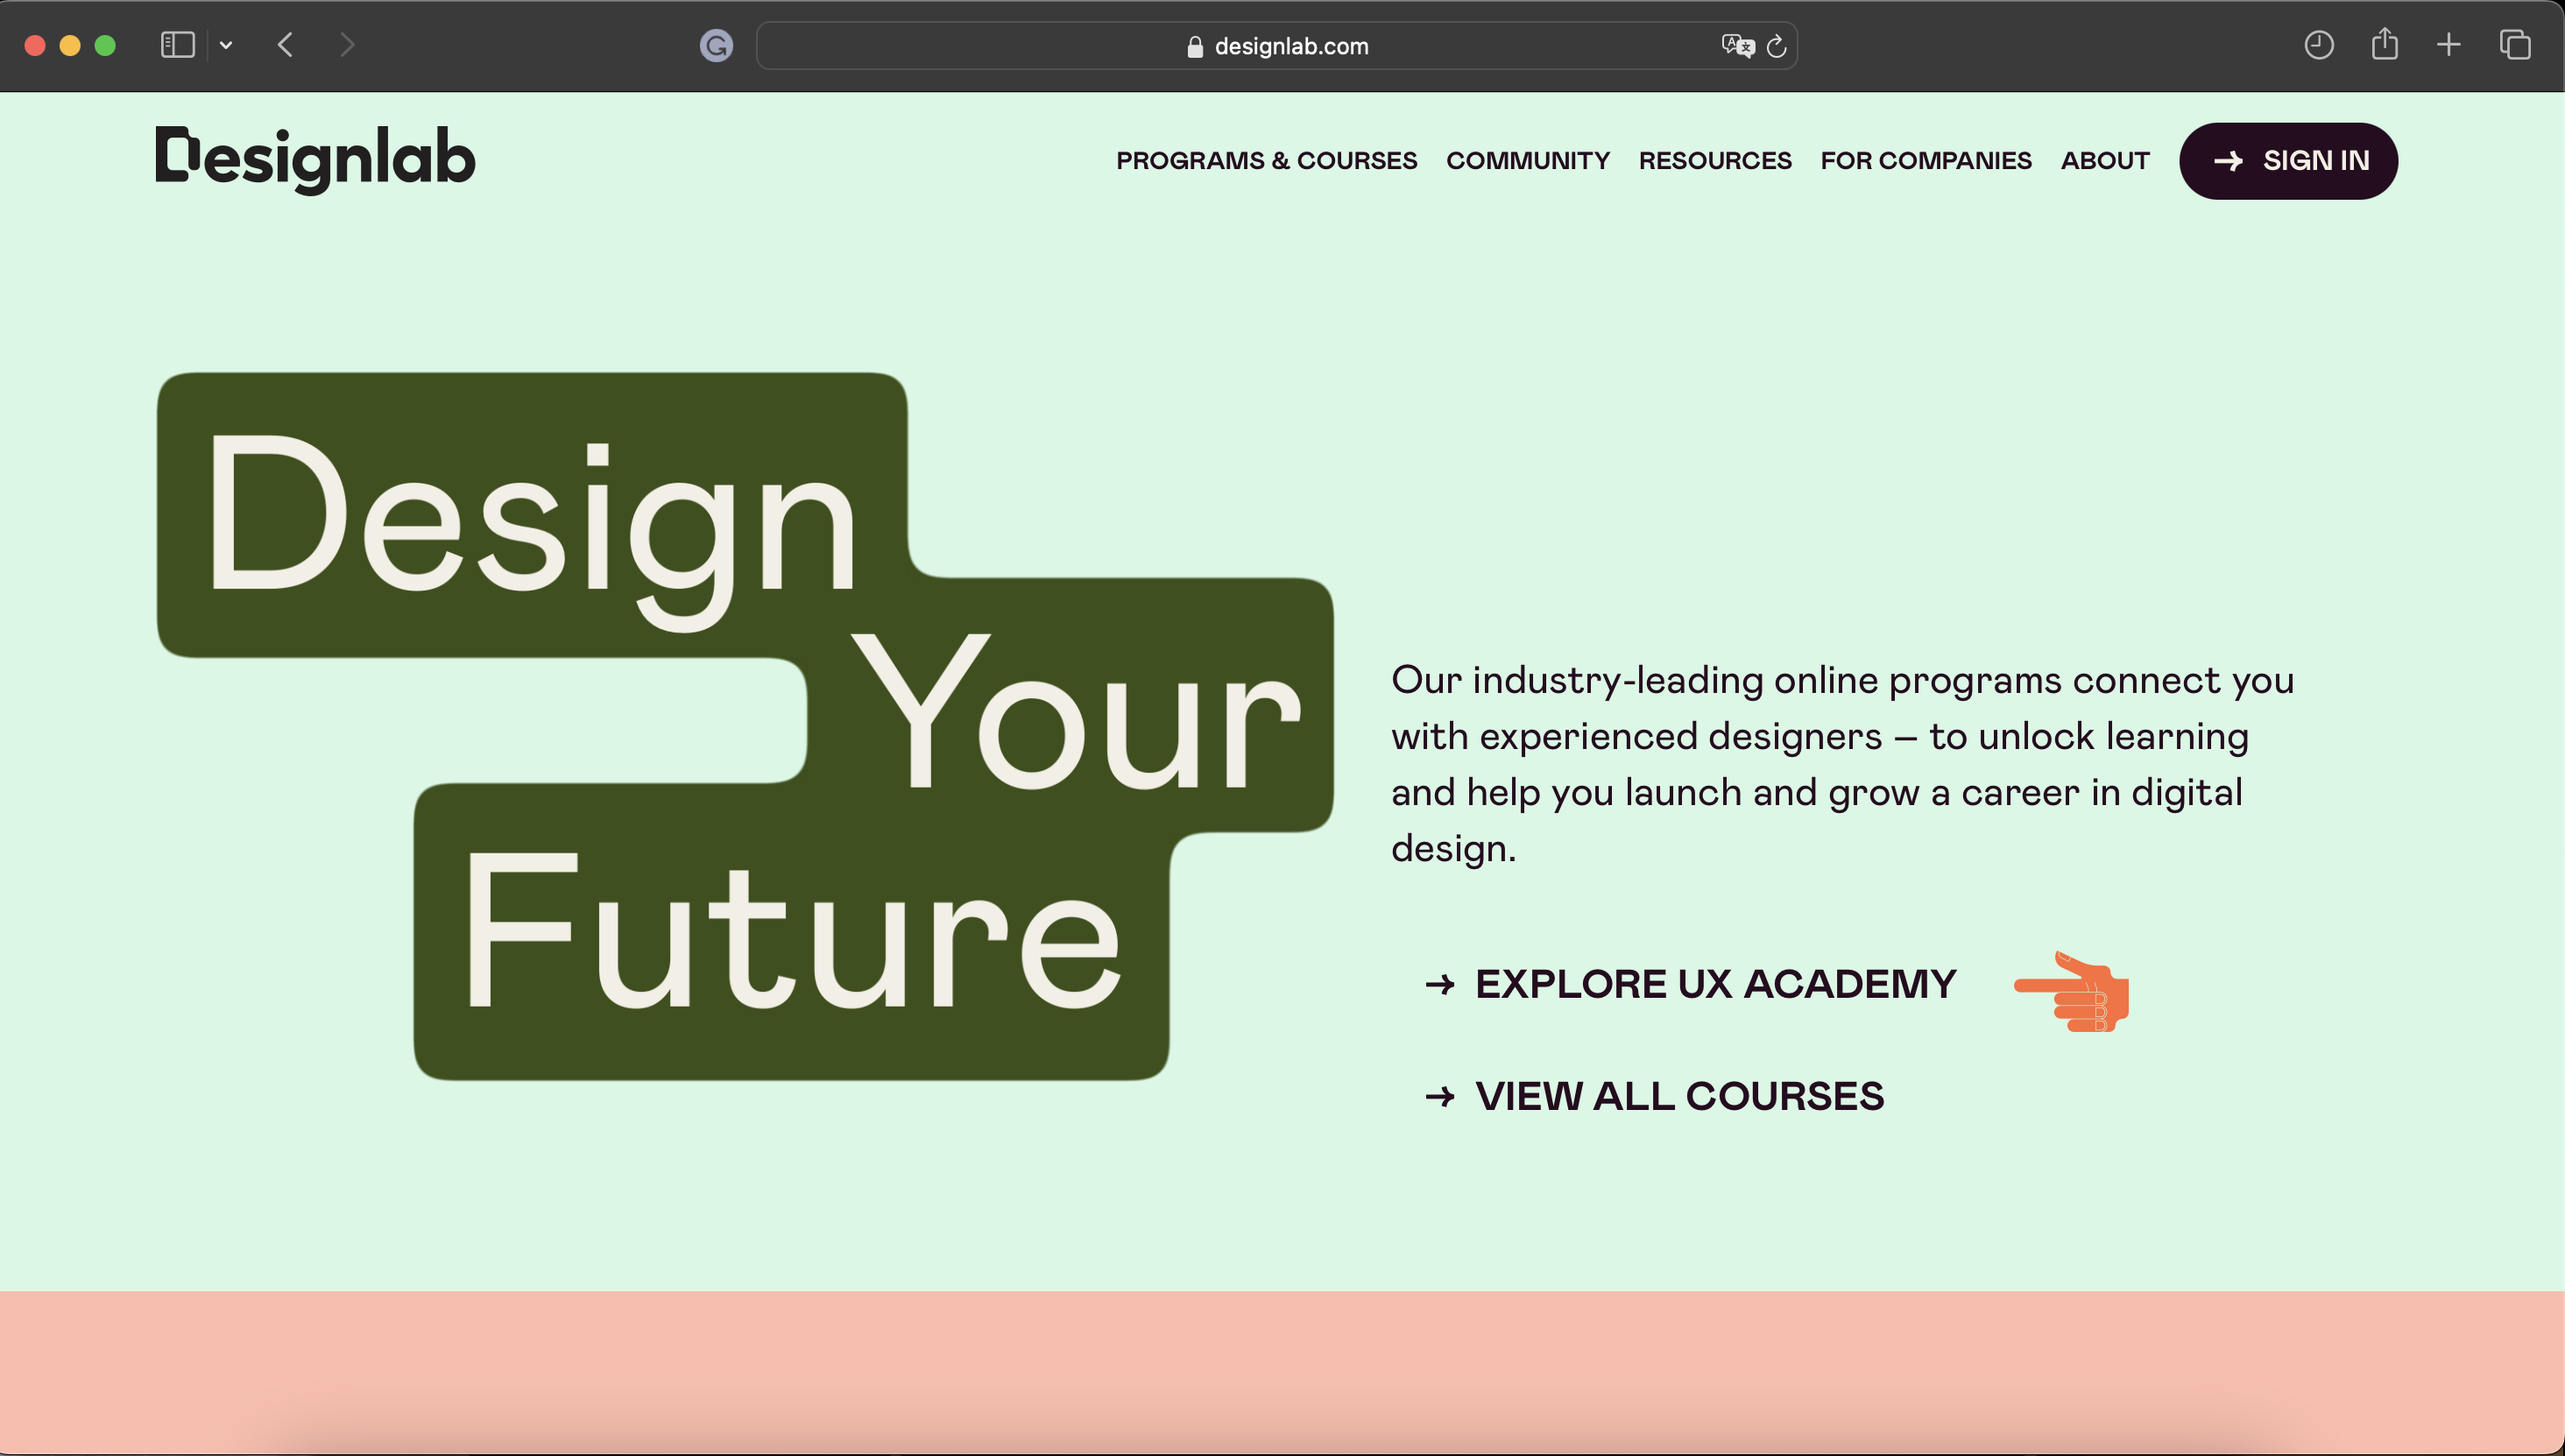 designlab.com
Designlab
PROGRAMS & COURSES COMMUNITY RESOURCES FOR COMPANIES ABOUT → SIGN IN
Design
Your
Future
Our industry-leading online programs connect you
with experienced designers — to unlock learning
and help you launch and grow a career in digital
design.
→ EXPLORE UX ACADEMY
→ VIEW ALL COURSES